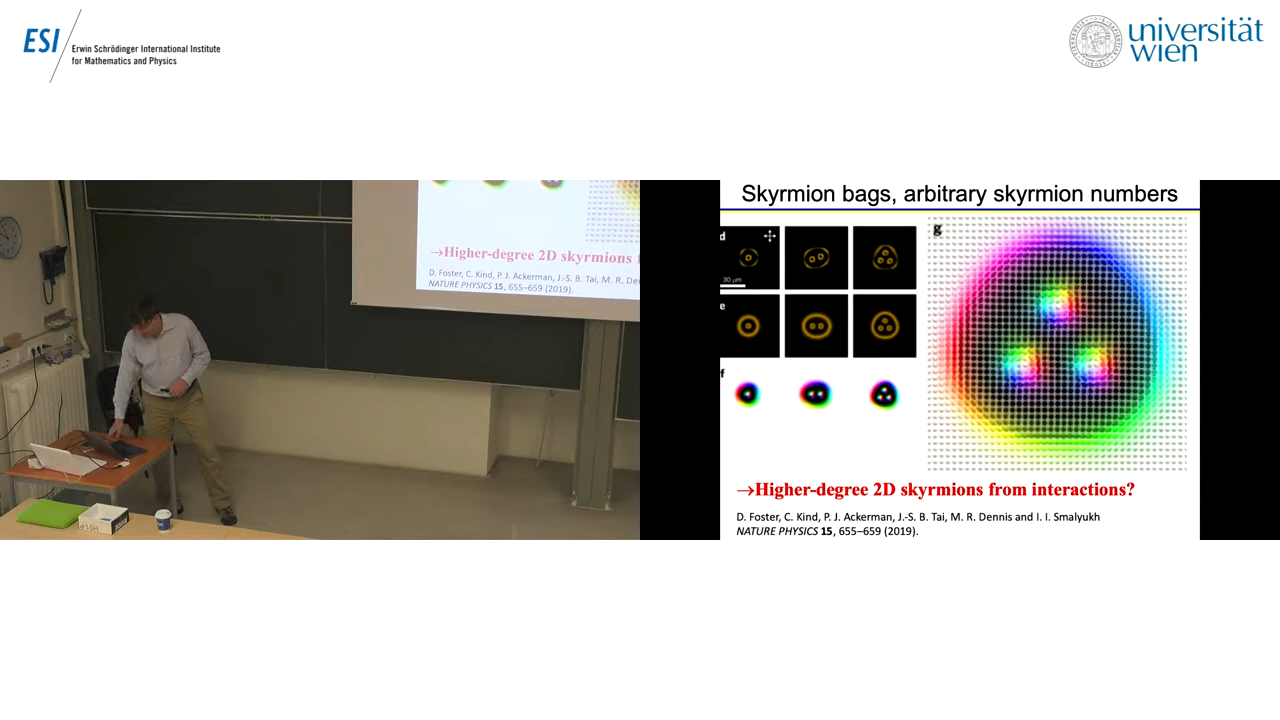 ESI
Erwin Schrödinger International Institute
for Mathematics and Physics
universität
wien
→Higher-degree 2D skyrmions
D. Foster, C. Kind, P. J. Ackerman, J.-S. B. Tai, M. R. Den
NATURE PHYSICS 15, 655–659 (2019).
Skyrmion bags, arbitrary skyrmion numbers
d
30 µm
e
f
g
→Higher-degree 2D skyrmions from interactions?
D. Foster, C. Kind, P. J. Ackerman, J.-S. B. Tai, M. R. Dennis and I. I. Smalyukh
NATURE PHYSICS 15, 655–659 (2019).